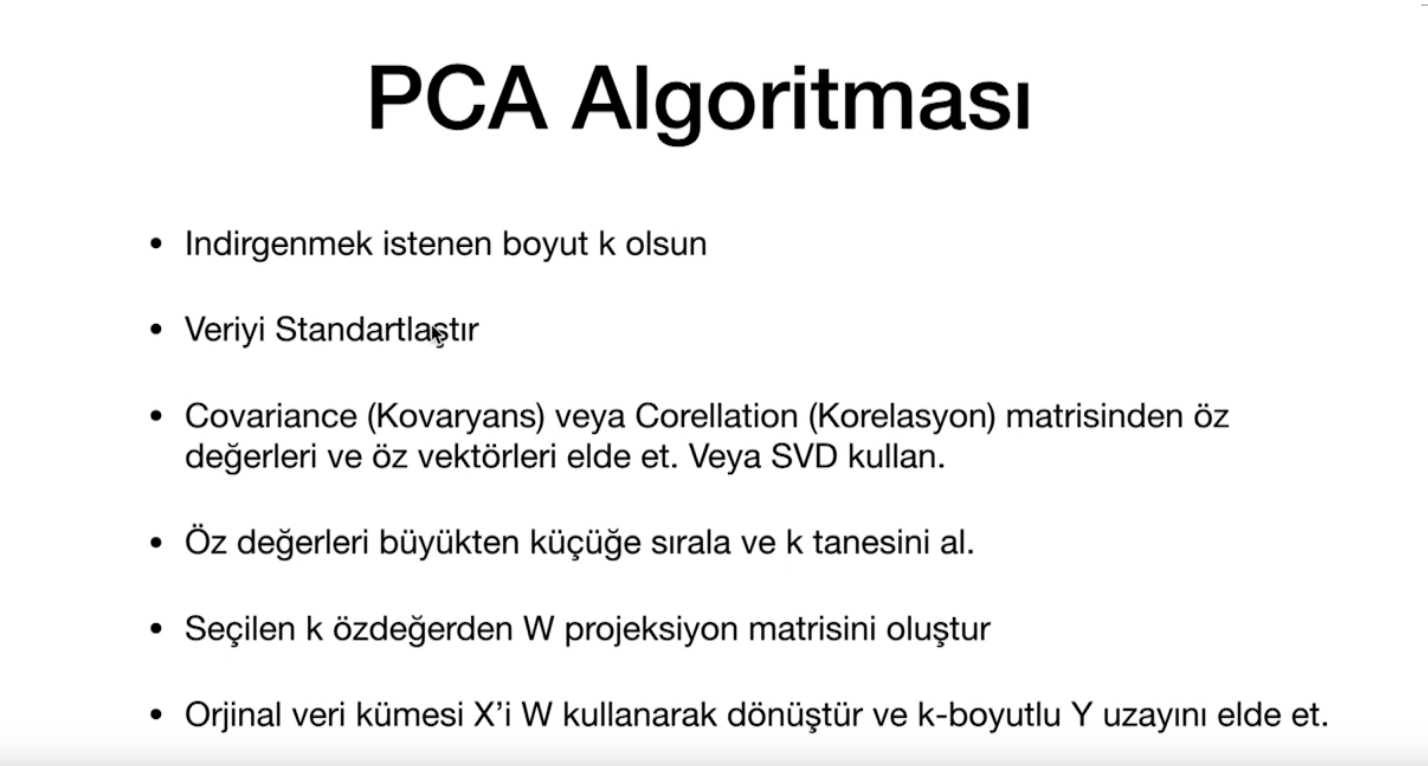 PCA Algoritması
• Indirgenmek istenen boyut k olsun
• Veriyi Standartlaştır
• Covariance (Kovaryans) veya Corellation (Korelasyon) matrisinden öz
değerleri ve öz vektörleri elde et. Veya SVD kullan.
• Öz değerleri büyükten küçüğe sırala ve k tanesini al.
• Seçilen k özdeğerden W projeksiyon matrisini oluştur
• Orjinal veri kümesi X’i W kullanarak dönüştür ve k-boyutlu Y uzayını elde et.